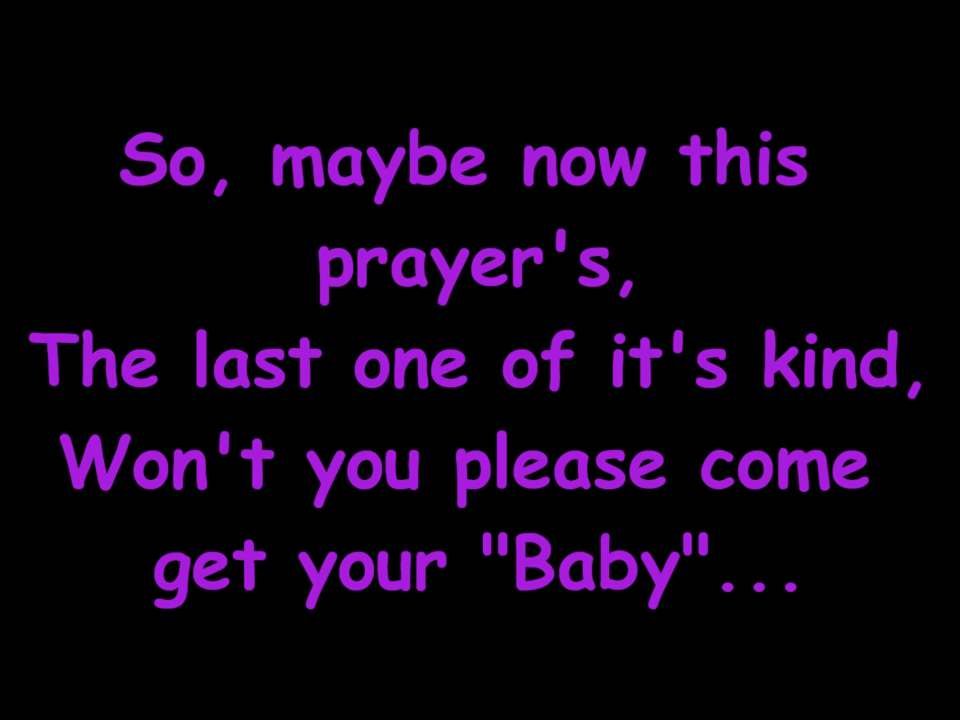 So, maybe now this
prayer's,
The last one of it's kind,
Won't you please come
get your "Baby"...